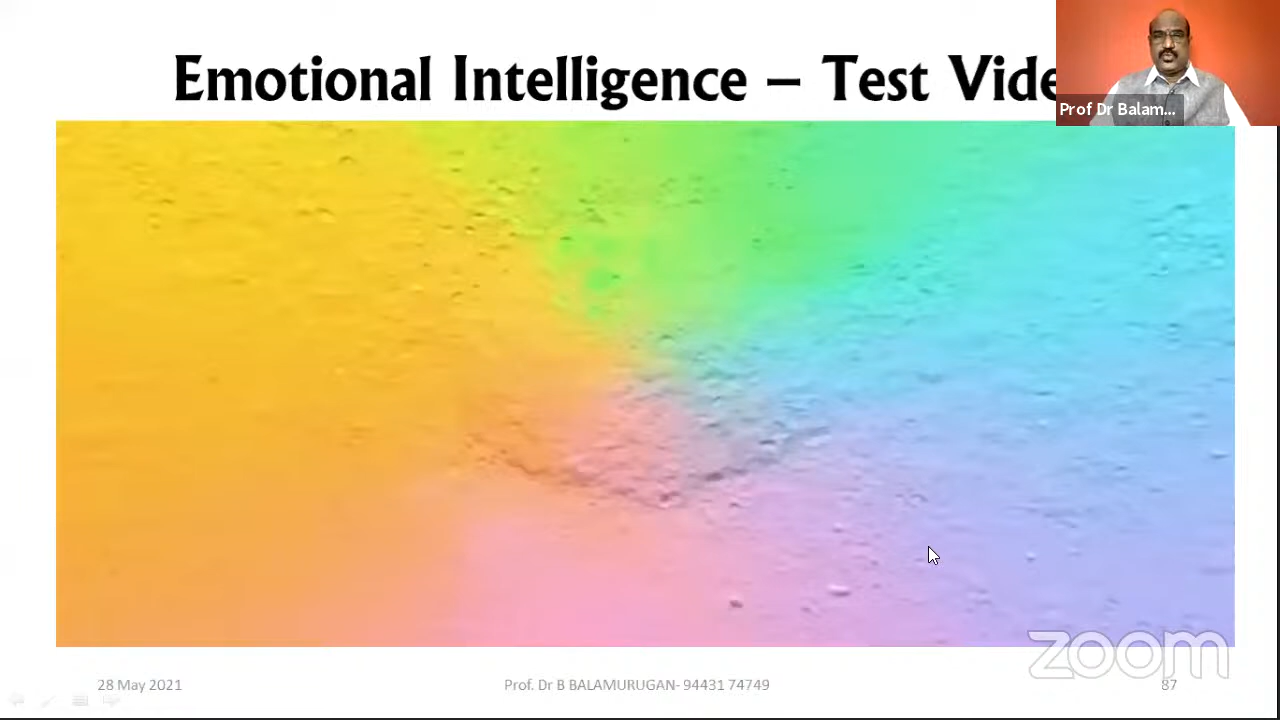 Emotional Intelligence – Test Vide
Prof Dr Balam...
zoom
28 May 2021
Prof. Dr B BALAMURUGAN- 94431 74749
87